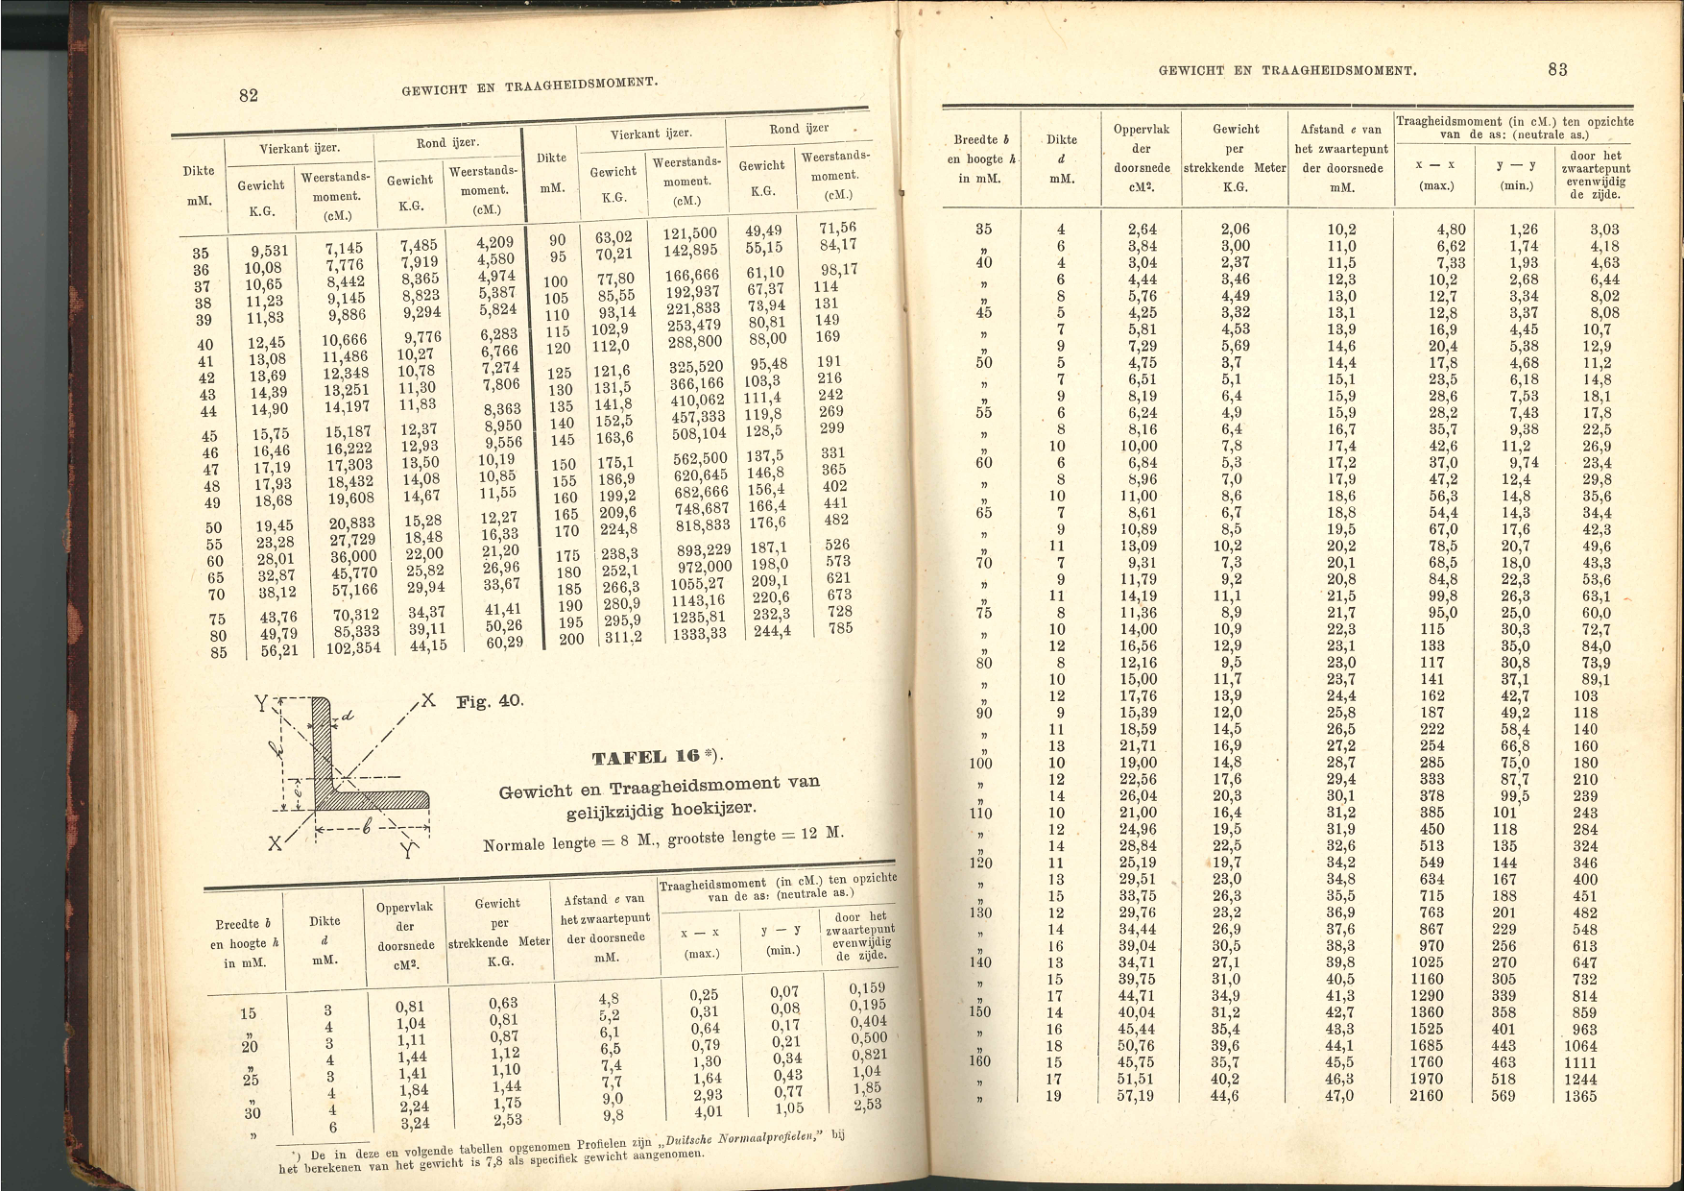 82 GEWICHT EN TRAAGHEIDSMOMENT.
Dikte mM. | Vierkant ijzer. | Rond ijzer. | Dikte mM. | Vierkant ijzer. | Rond ijzer
Gewicht K.G. | Weerstands-moment. (cM.) | Gewicht K.G. | Weerstands-moment. (cM.) | Gewicht K.G. | Weerstands-moment. (cM.) | Gewicht K.G. | Weerstands-moment. (cM.)
35 9,531 7,145 7,485 4,209 90 63,02 121,500 49,49 71,56
36 10,08 7,776 7,919 4,580 95 70,21 142,895 55,15 84,17
37 10,65 8,442 8,365 4,974 100 77,80 166,666 61,10 98,17
38 11,23 9,145 8,823 5,387 105 85,55 192,937 67,37 114
39 11,83 9,886 9,294 5,824 110 93,14 221,833 73,94 131
40 12,45 10,666 9,776 6,283 115 102,9 253,479 80,81 149
41 13,08 11,486 10,27 6,766 120 112,0 288,800 88,00 169
42 13,69 12,348 10,78 7,274 125 121,6 325,520 95,48 191
43 14,39 13,251 11,30 7,806 130 131,5 366,166 103,3 216
44 14,90 14,197 11,83 8,363 135 141,8 410,062 111,4 242
45 15,75 15,187 12,37 8,950 140 152,5 457,333 119,8 269
46 16,46 16,222 12,93 9,556 145 163,6 508,104 128,5 299
47 17,19 17,303 13,50 10,19 150 175,1 562,500 137,5 331
48 17,93 18,432 14,08 10,85 155 186,9 620,645 146,8 365
49 18,68 19,608 14,67 11,55 160 199,2 682,666 156,4 402
50 19,45 20,833 15,28 12,27 165 209,6 748,687 166,4 441
55 23,28 27,729 18,48 16,33 170 224,8 818,833 176,6 482
60 28,01 36,000 22,00 21,20 175 238,3 893,229 187,1 526
65 32,87 45,770 25,82 26,96 180 252,1 972,000 198,0 573
70 38,12 57,166 29,94 33,67 185 266,3 1055,27 209,1 621
75 43,76 70,312 34,37 41,41 190 280,9 1143,16 220,6 673
80 49,79 85,333 39,11 50,26 195 295,9 1235,81 232,3 728
85 56,21 102,354 44,15 60,29 200 311,2 1333,33 244,4 785
Y X Fig. 40.
d
h
e
b
X Y
TAFEL 16 *).
Gewicht en Traagheidsmoment van
gelijkzijdig hoekijzer.
Normale lengte = 8 M., grootste lengte = 12 M.
Breedte b en hoogte h in mM. | Dikte d mM. | Oppervlak der doorsnede cM². | Gewicht per strekkende Meter K.G. | Afstand e van het zwaartepunt der doorsnede mM. | Traagheidsmoment (in cM.) ten opzichte van de as: (neutrale as.)
x — x (max.) | y — y (min.) | door het zwaartepunt evenwijdig de zijde.
15 3 0,81 0,63 4,8 0,25 0,07 0,159
„ 4 1,04 0,81 5,2 0,31 0,08 0,195
20 3 1,11 0,87 6,1 0,64 0,17 0,404
„ 4 1,44 1,12 6,5 0,79 0,21 0,500
25 3 1,41 1,10 7,4 1,30 0,34 0,821
„ 4 1,84 1,44 7,7 1,64 0,43 1,04
30 4 2,24 1,75 9,0 2,93 0,77 1,85
„ 6 3,24 2,53 9,8 4,01 1,05 2,53
*) De in deze en volgende tabellen opgenomen Profielen zijn „Duitsche Normaalprofielen,” bij
het berekenen van het gewicht is 7,8 als specifiek gewicht aangenomen.
GEWICHT EN TRAAGHEIDSMOMENT. 83
Breedte b en hoogte h in mM. | Dikte d mM. | Oppervlak der doorsnede cM². | Gewicht per strekkende Meter K.G. | Afstand e van het zwaartepunt der doorsnede mM. | Traagheidsmoment (in cM.) ten opzichte van de as: (neutrale as.)
x — x (max.) | y — y (min.) | door het zwaartepunt evenwijdig de zijde.
35 4 2,64 2,06 10,2 4,80 1,26 3,03
„ 6 3,84 3,00 11,0 6,62 1,74 4,18
40 4 3,04 2,37 11,5 7,33 1,93 4,63
„ 6 4,44 3,46 12,3 10,2 2,68 6,44
„ 8 5,76 4,49 13,0 12,7 3,34 8,02
45 5 4,25 3,32 13,1 12,8 3,37 8,08
„ 7 5,81 4,53 13,9 16,9 4,45 10,7
„ 9 7,29 5,69 14,6 20,4 5,38 12,9
50 5 4,75 3,7 14,4 17,8 4,68 11,2
„ 7 6,51 5,1 15,1 23,5 6,18 14,8
„ 9 8,19 6,4 15,9 28,6 7,53 18,1
55 6 6,24 4,9 15,9 28,2 7,43 17,8
„ 8 8,16 6,4 16,7 35,7 9,38 22,5
„ 10 10,00 7,8 17,4 42,6 11,2 26,9
60 6 6,84 5,3 17,2 37,0 9,74 23,4
„ 8 8,96 7,0 17,9 47,2 12,4 29,8
„ 10 11,00 8,6 18,6 56,3 14,8 35,6
65 7 8,61 6,7 18,8 54,4 14,3 34,4
„ 9 10,89 8,5 19,5 67,0 17,6 42,3
„ 11 13,09 10,2 20,2 78,5 20,7 49,6
70 7 9,31 7,3 20,1 68,5 18,0 43,3
„ 9 11,79 9,2 20,8 84,8 22,3 53,6
„ 11 14,19 11,1 21,5 99,8 26,3 63,1
75 8 11,36 8,9 21,7 95,0 25,0 60,0
„ 10 14,00 10,9 22,3 115 30,3 72,7
„ 12 16,56 12,9 23,1 133 35,0 84,0
80 8 12,16 9,5 23,0 117 30,8 73,9
„ 10 15,00 11,7 23,7 141 37,1 89,1
„ 12 17,76 13,9 24,4 162 42,7 103
90 9 15,39 12,0 25,8 187 49,2 118
„ 11 18,59 14,5 26,5 222 58,4 140
„ 13 21,71 16,9 27,2 254 66,8 160
100 10 19,00 14,8 28,7 285 75,0 180
„ 12 22,56 17,6 29,4 333 87,7 210
„ 14 26,04 20,3 30,1 378 99,5 239
110 10 21,00 16,4 31,2 385 101 243
„ 12 24,96 19,5 31,9 450 118 284
„ 14 28,84 22,5 32,6 513 135 324
120 11 25,19 19,7 34,2 549 144 346
„ 13 29,51 23,0 34,8 634 167 400
„ 15 33,75 26,3 35,5 715 188 451
130 12 29,76 23,2 36,9 763 201 482
„ 14 34,44 26,9 37,6 867 229 548
„ 16 39,04 30,5 38,3 970 256 613
140 13 34,71 27,1 39,8 1025 270 647
„ 15 39,75 31,0 40,5 1160 305 732
„ 17 44,71 34,9 41,3 1290 339 814
150 14 40,04 31,2 42,7 1360 358 859
„ 16 45,44 35,4 43,3 1525 401 963
„ 18 50,76 39,6 44,1 1685 443 1064
160 15 45,75 35,7 45,5 1760 463 1111
„ 17 51,51 40,2 46,3 1970 518 1244
„ 19 57,19 44,6 47,0 2160 569 1365